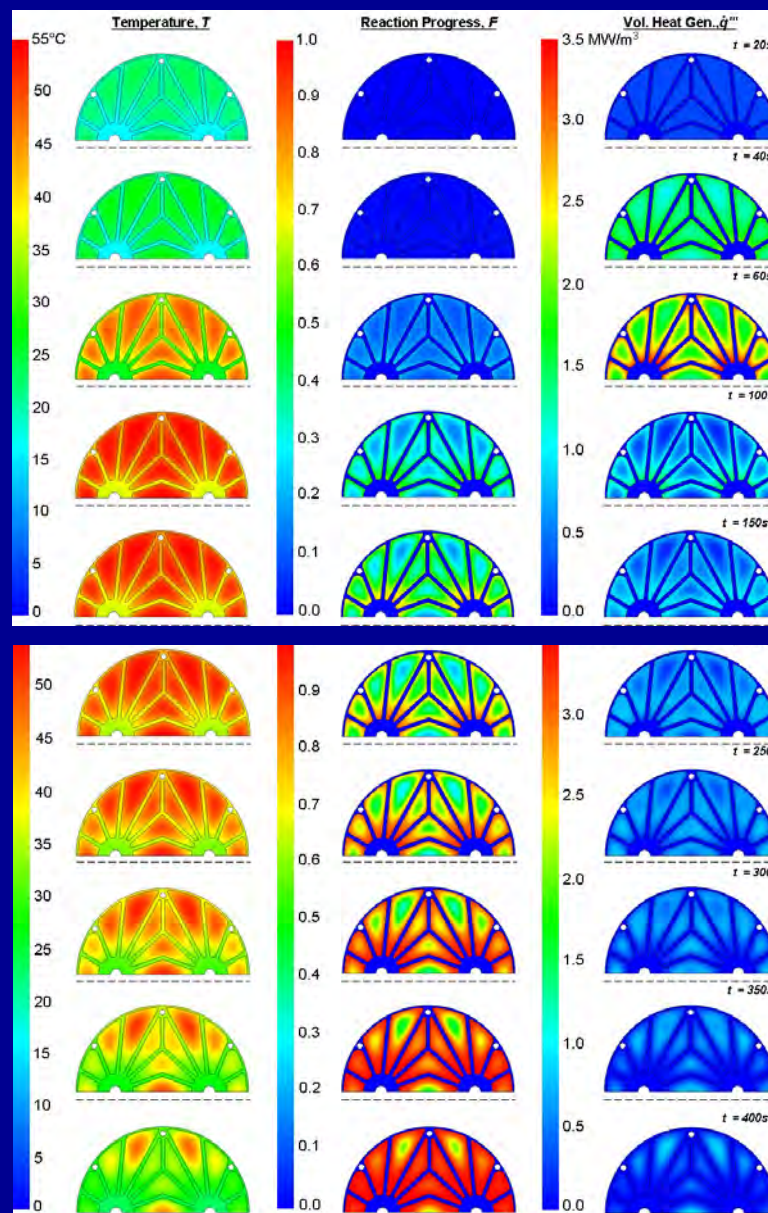 Temperature, T Reaction Progress, F Vol. Heat Gen., q̇'''
55°C 1.0 3.5 MW/m³ t = 20s
50 0.9 3.0
45 0.8 t = 40s
40 0.7 2.5
35 0.6 t = 60s
30 2.0
25 0.5 1.5
20 0.4 t = 100
15 0.3 1.0
10 0.2 t = 150s
5 0.1 0.5
0 0.0 0.0
50 0.9 3.0
45 0.8 t = 250
40 0.7 2.5
35 0.6 t = 300
30 2.0
25 0.5 1.5
20 0.4 t = 350s
15 0.3 1.0
10 0.2
5 0.1 0.5 t = 400s
0 0.0 0.0